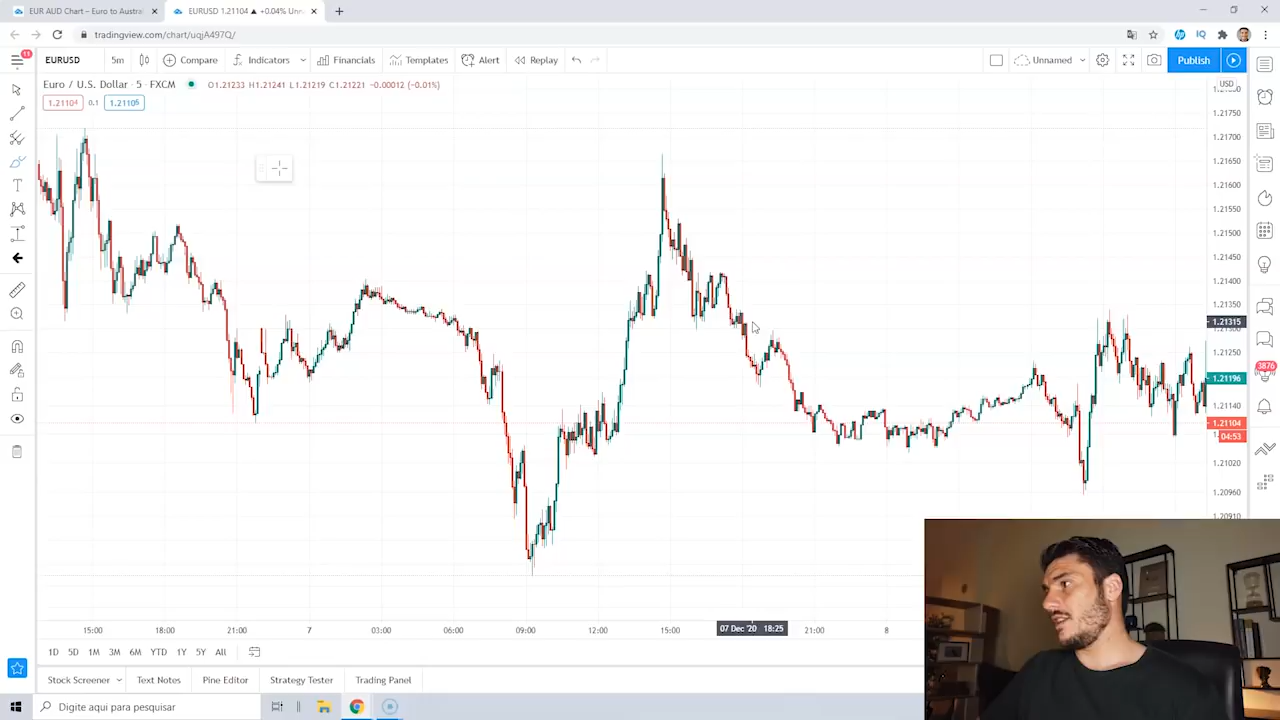 EUR AUD Chart – Euro to Austra
EURUSD 1.21104 ▲ +0.04% Unn
tradingview.com/chart/uqjA497Q/
11
EURUSD 5m Compare Indicators Financials Templates Alert Replay Unnamed Publish
Euro / U.S. Dollar · 5 FXCM O1.21233 H1.21241 L1.21219 C1.21221 -0.00012 (-0.01%)
1.21104 0.1 1.21105
USD
1.21750
1.21700
1.21650
1.21600
1.21550
1.21500
1.21450
1.21400
1.21350
1.21315
1.21250
1.21196
3876
1.21140
1.21104
04:53
1.21020
1.20960
1.20910
15:00 18:00 21:00 7 03:00 06:00 09:00 12:00 15:00 07 Dec '20 18:25 21:00 8
1D 5D 1M 3M 6M YTD 1Y 5Y All
Stock Screener Text Notes Pine Editor Strategy Tester Trading Panel
Digite aqui para pesquisar